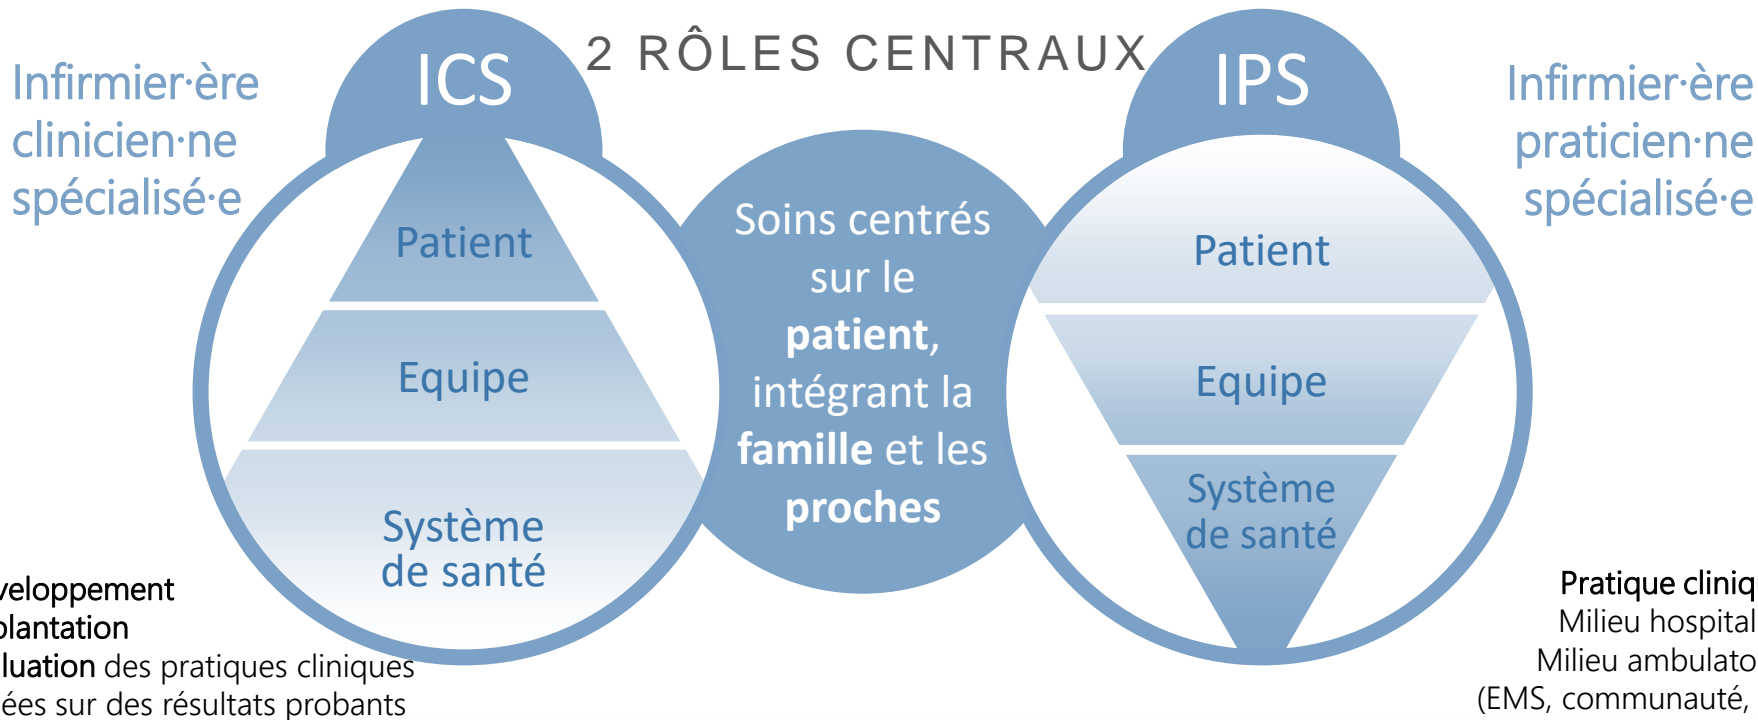 2 RÔLES CENTRAUX
Infirmier·ère
clinicien·ne
spécialisé·e
ICS
Patient
Equipe
Système
de santé
Soins centrés
sur le
patient,
intégrant la
famille et les
proches
IPS
Patient
Equipe
Système
de santé
Infirmier·ère
praticien·ne
spécialisé·e
veloppement
plantation
luation des pratiques cliniques
ées sur des résultats probants
Pratique cliniq
Milieu hospital
Milieu ambulato
(EMS, communauté,